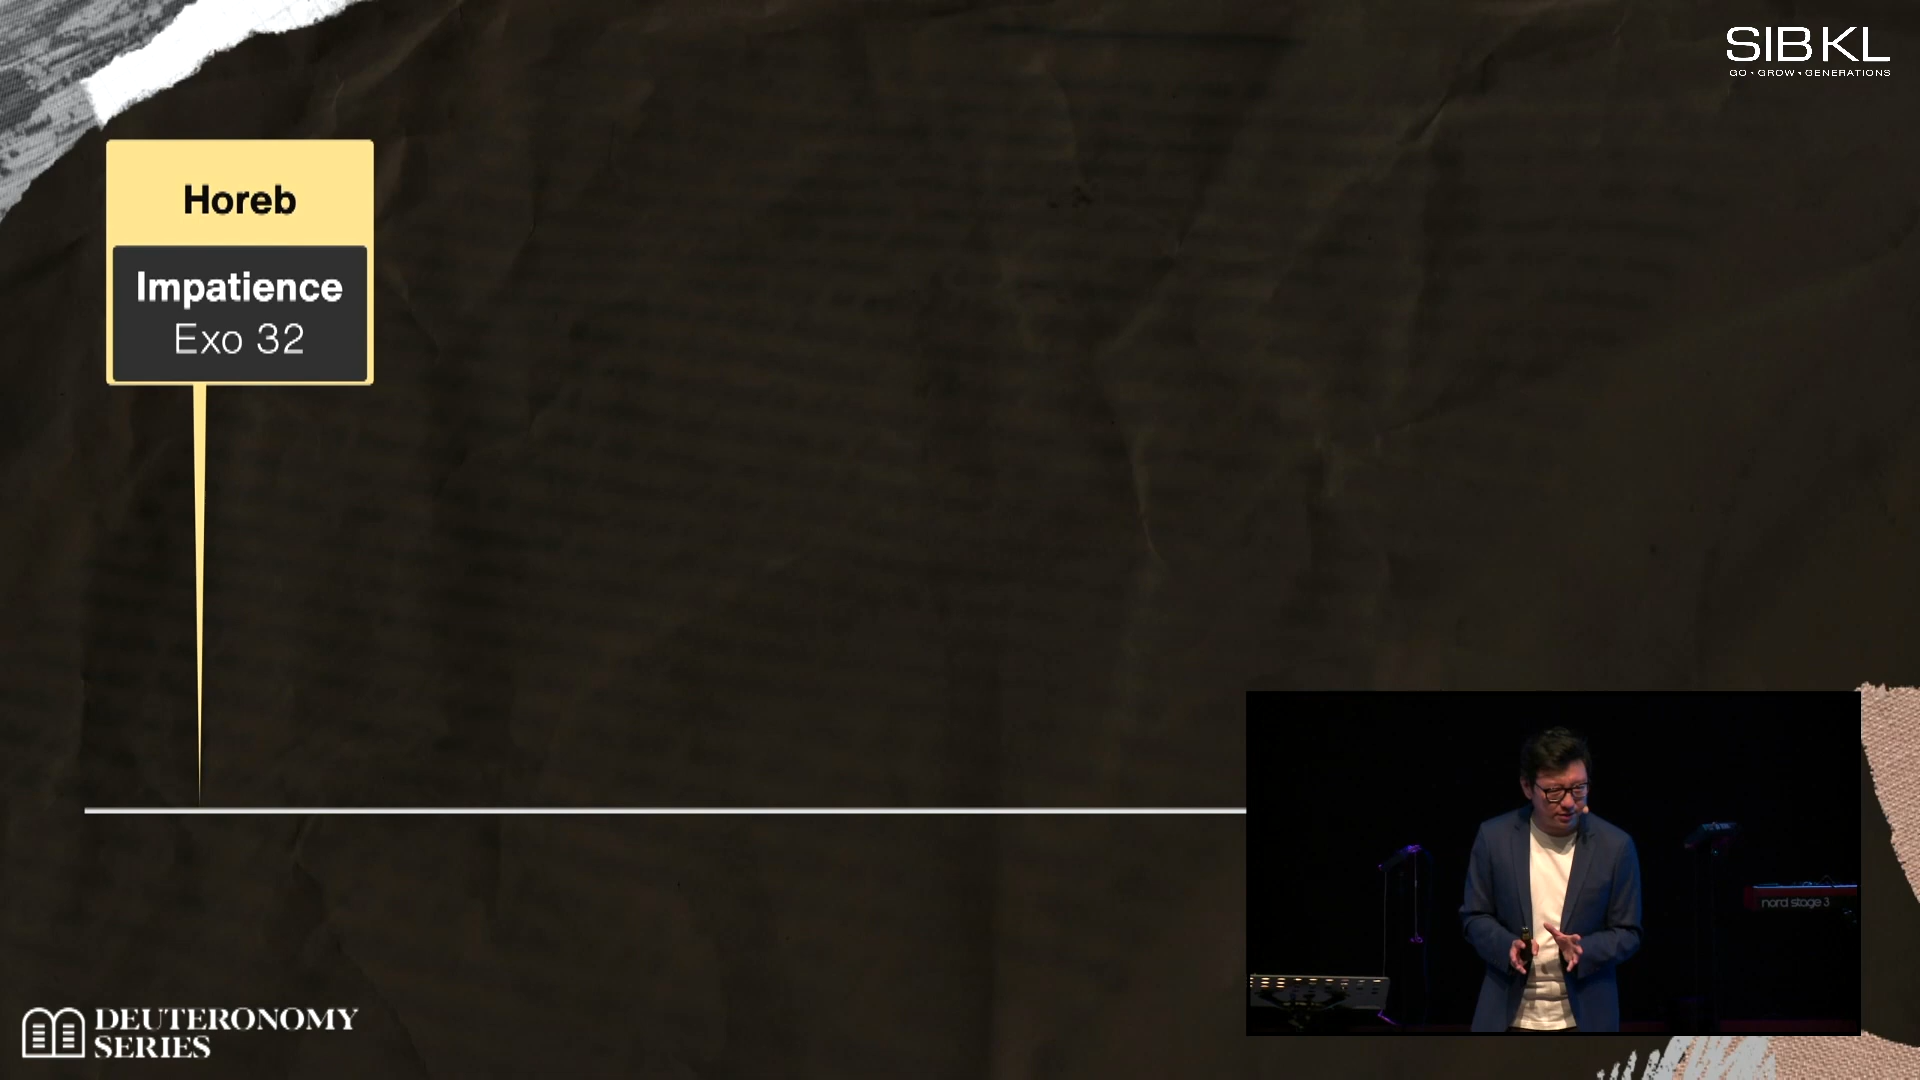 SIBKL
GO • GROW • GENERATIONS
Horeb
Impatience
Exo 32
nord stage 3
DEUTERONOMY
SERIES